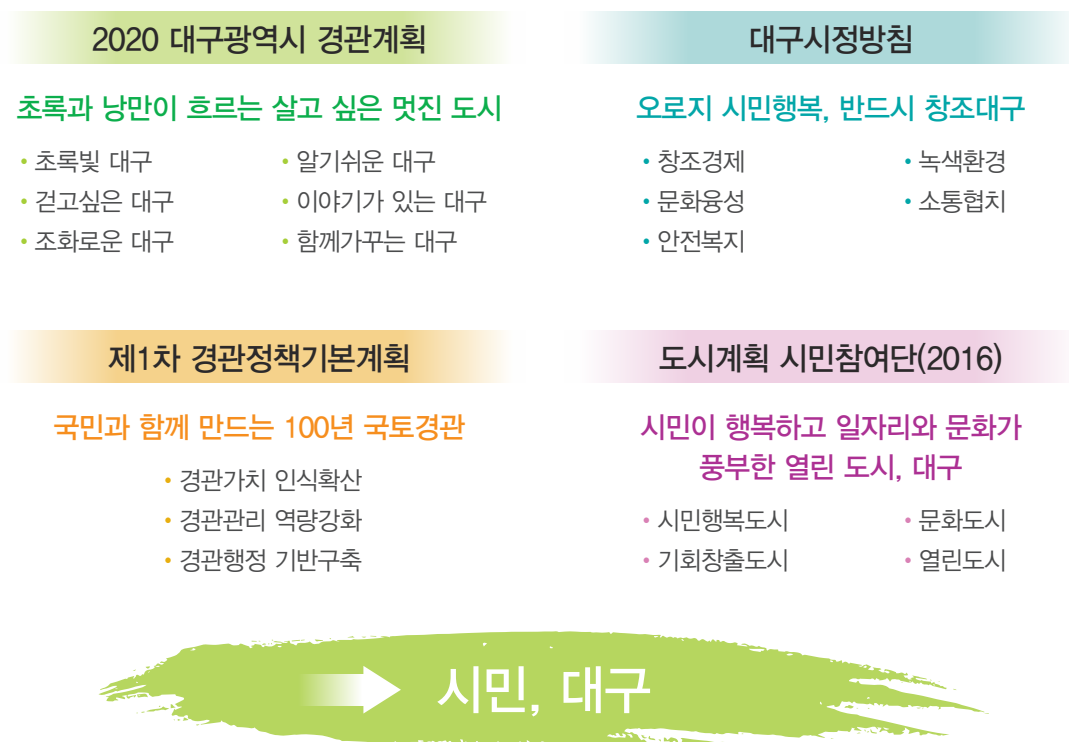 2020 대구광역시 경관계획
초록과 낭만이 흐르는 살고 싶은 멋진 도시
• 초록빛 대구
• 걷고싶은 대구
• 조화로운 대구
• 알기쉬운 대구
• 이야기가 있는 대구
• 함께가꾸는 대구
대구시정방침
오로지 시민행복, 반드시 창조대구
• 창조경제
• 문화융성
• 안전복지
• 녹색환경
• 소통협치
제1차 경관정책기본계획
국민과 함께 만드는 100년 국토경관
• 경관가치 인식확산
• 경관관리 역량강화
• 경관행정 기반구축
도시계획 시민참여단(2016)
시민이 행복하고 일자리와 문화가
풍부한 열린 도시, 대구
• 시민행복도시
• 기회창출도시
• 문화도시
• 열린도시
시민, 대구